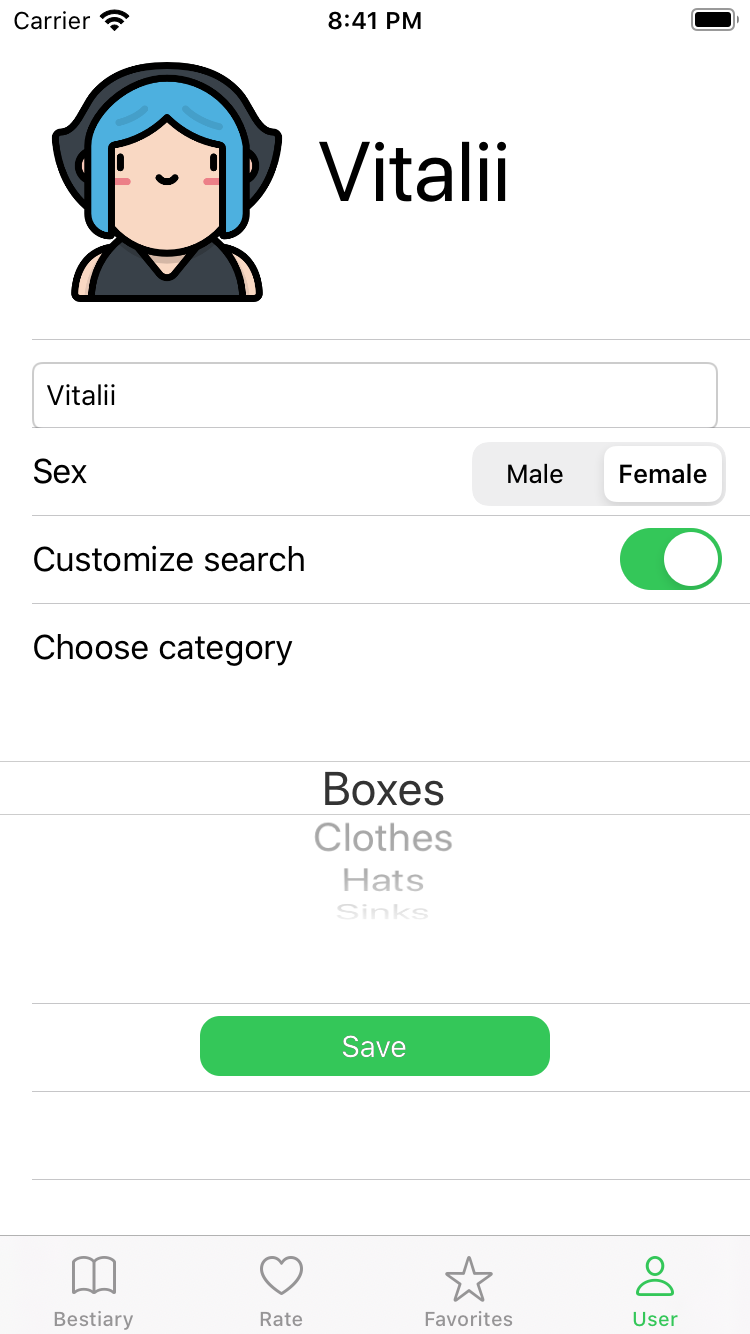 Carrier 8:41 PM
Vitalii
Vitalii
Sex Male Female
Customize search
Choose category
Boxes
Clothes
Hats
Sinks
Save
Bestiary Rate Favorites User